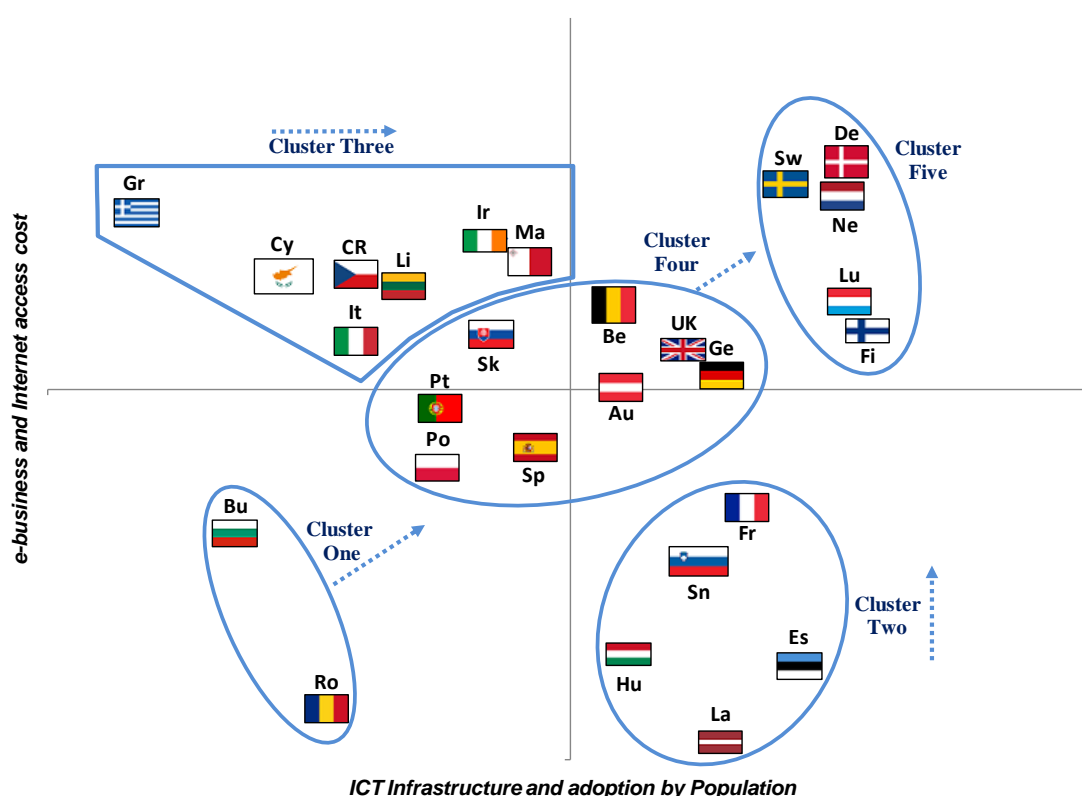 De
Sw
Cluster
Five
Cluster Three
Gr
Ne
Ir
Ma
Cy
CR
Li
Cluster
Four
Lu
It
Sk
Be
UK
Ge
Fi
Pt
Au
Po
Sp
Bu
Cluster
One
Fr
Sn
Cluster
Two
Es
Hu
Ro
La
e-business and Internet access cost
ICT Infrastructure and adoption by Population